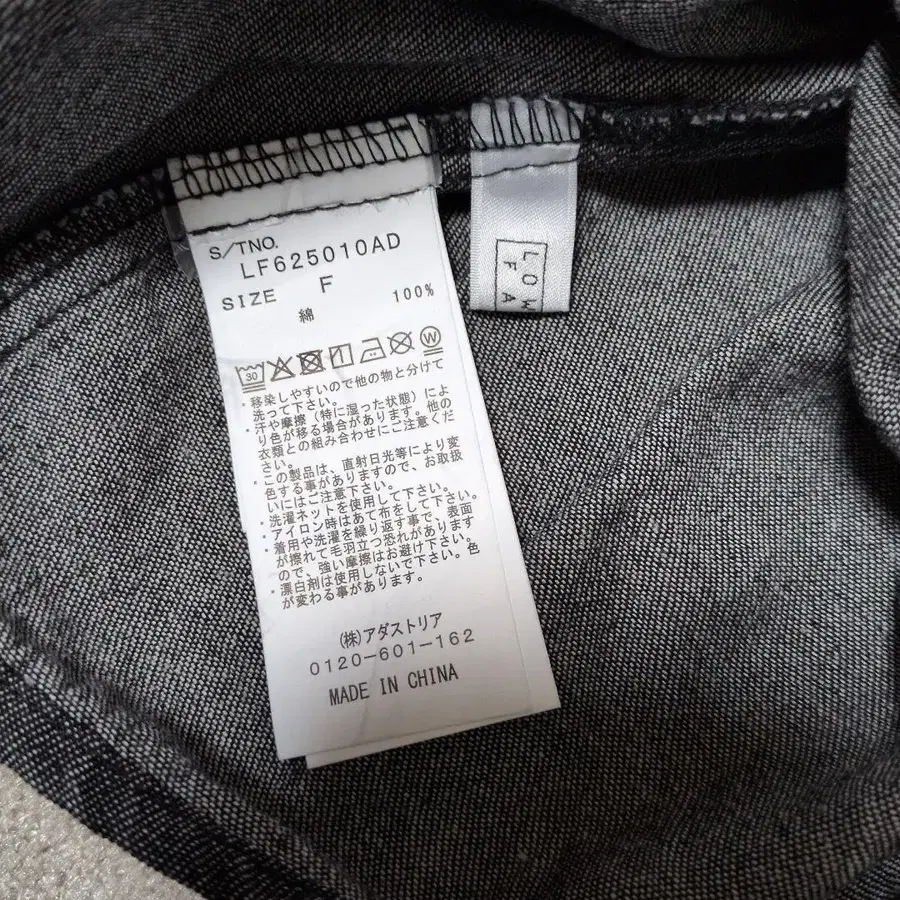 S/TNO.
LF625010AD
SIZE F
綿 100%
30
W
・移染しやすいので他の物と分けて
洗って下さい。
・汗や摩擦（特に湿った状態）によ
り色が移る場合があります。他の
衣類との組み合わせにご注意くだ
さい。
・この製品は、直射日光等により変
色する事がありますので、お取扱
いにはご注意下さい。
・洗濯ネットを使用して下さい。
・アイロン時はあて布をして下さい。
・着用や洗濯を繰り返す事で、表面
が擦れて毛羽立つ恐れがあります
ので、強い摩擦はお避け下さい。
・漂白剤は使用しないで下さい。色
が変わる事があります。
(株)アダストリア
0120-601-162
MADE IN CHINA
LOW
F
A